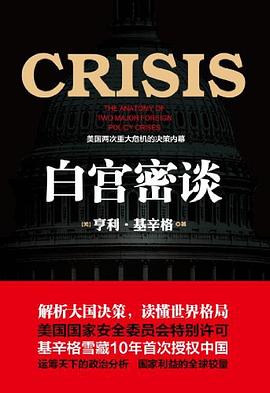 CRISIS
THE ANATOMY OF
TWO MAJOR FOREIGN
POLICY CRISES
美国两次重大危机的决策内幕
白宫密谈
[美] 亨利·基辛格 ◎著
解析大国决策，读懂世界格局
美国国家安全委员会特别许可
基辛格雪藏10年首次授权中国
运筹天下的政治分析 国家利益的全球较量